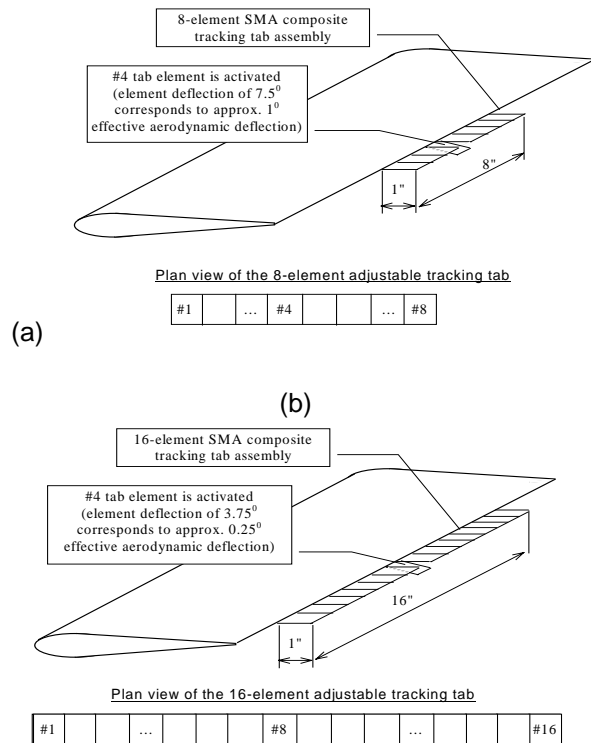 8-element SMA composite
tracking tab assembly
#4 tab element is activated
(element deflection of 7.5⁰
corresponds to approx. 1⁰
effective aerodynamic deflection)
1"
8"
Plan view of the 8-element adjustable tracking tab
#1 ... #4 ... #8
(a)
(b)
16-element SMA composite
tracking tab assembly
#4 tab element is activated
(element deflection of 3.75⁰
corresponds to approx. 0.25⁰
effective aerodynamic deflection)
1"
16"
Plan view of the 16-element adjustable tracking tab
#1 ... #8 ... #16